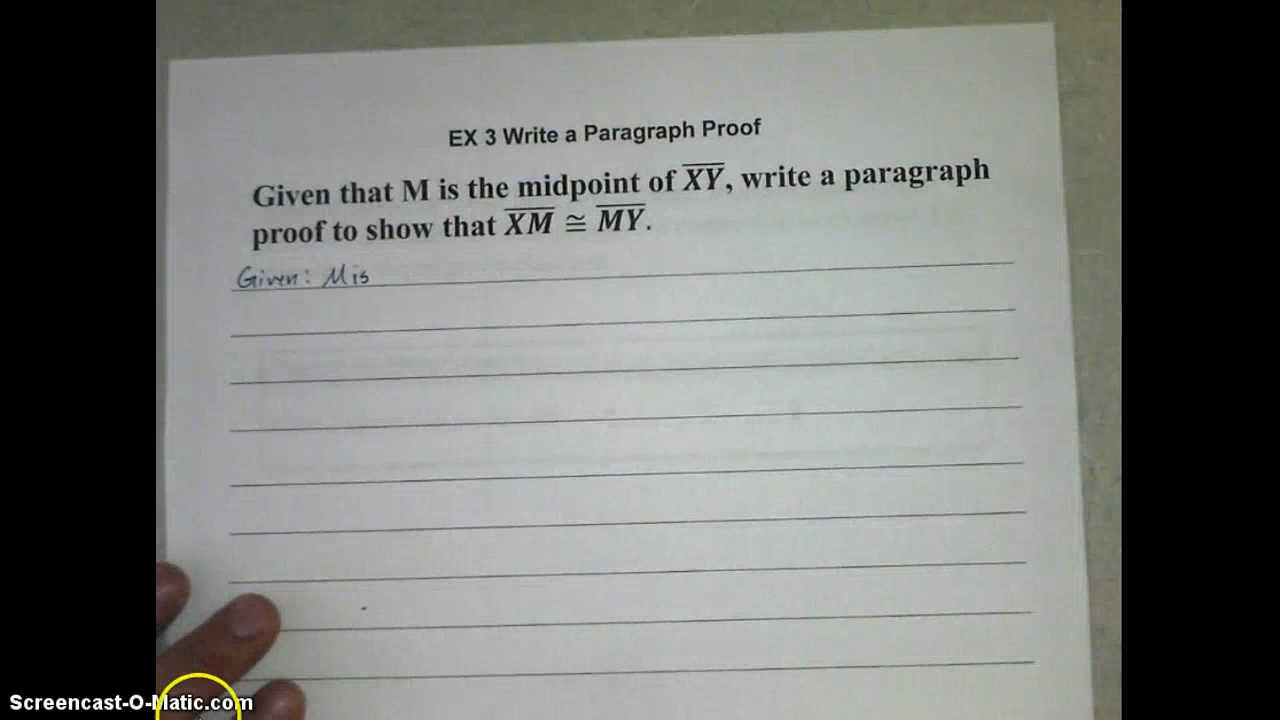 EX 3 Write a Paragraph Proof
Given that M is the midpoint of XY, write a paragraph
proof to show that XM ≅ MY.
Given: M is
Screencast-O-Matic.com